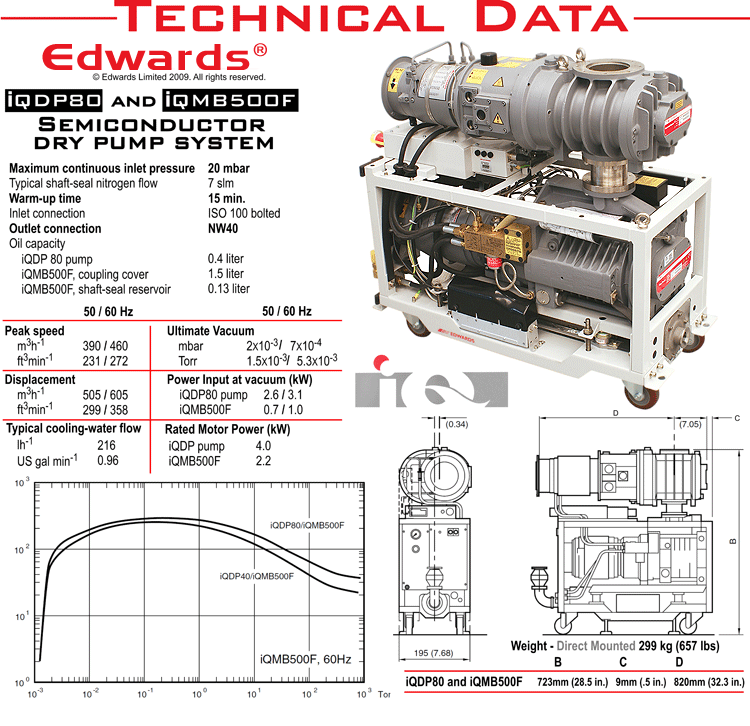 TECHNICAL DATA
Edwards®
© Edwards Limited 2009. All rights reserved.
iQDP80 AND iQMB500F
SEMICONDUCTOR
DRY PUMP SYSTEM
Maximum continuous inlet pressure 20 mbar
Typical shaft-seal nitrogen flow 7 slm
Warm-up time 15 min.
Inlet connection ISO 100 bolted
Outlet connection NW40
Oil capacity
iQDP 80 pump 0.4 liter
iQMB500F, coupling cover 1.5 liter
iQMB500F, shaft-seal reservoir 0.13 liter
50 / 60 Hz 50 / 60 Hz
Peak speed Ultimate Vacuum
m³h⁻¹ 390 / 460 mbar 2x10⁻³/ 7x10⁻⁴
ft³min⁻¹ 231 / 272 Torr 1.5x10⁻³/ 5.3x10⁻³
Displacement Power Input at vacuum (kW)
m³h⁻¹ 505 / 605 iQDP80 pump 2.6 / 3.1
ft³min⁻¹ 299 / 358 iQMB500F 0.7 / 1.0
Typical cooling-water flow Rated Motor Power (kW)
lh⁻¹ 216 iQDP pump 4.0
US gal min⁻¹ 0.96 iQMB500F 2.2
EDWARDS
iQ
(0.34)
D
(7.05)
C
B
195 (7.68)
10³
10²
10¹
10⁰
iQDP80/iQMB500F
iQDP40/iQMB500F
iQMB500F, 60Hz
10⁻³ 10⁻² 10⁻¹ 10⁰ 10¹ 10² 10³ Tor
Weight - Direct Mounted 299 kg (657 lbs)
B C D
iQDP80 and iQMB500F 723mm (28.5 in.) 9mm (.5 in.) 820mm (32.3 in.)